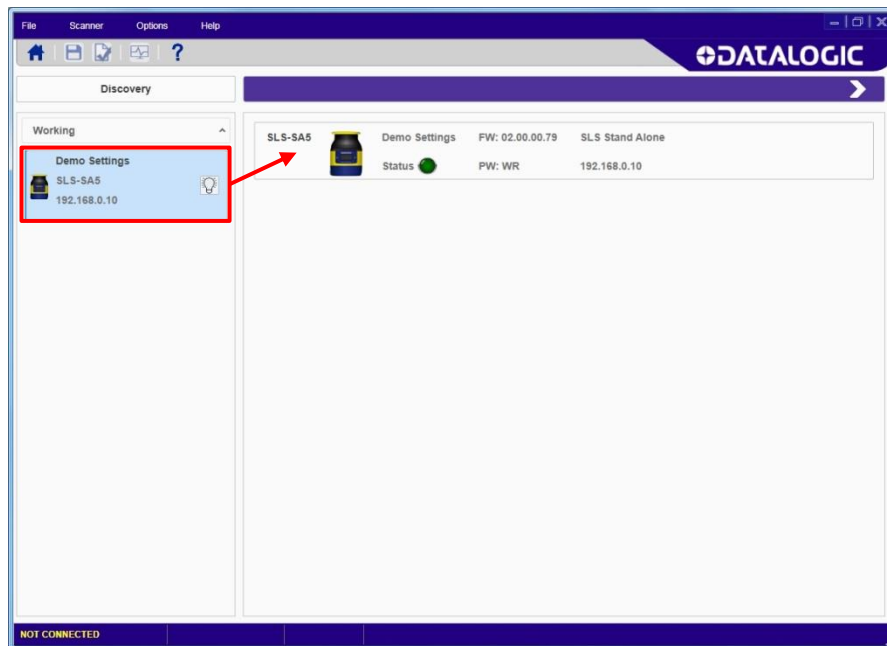 File Scanner Options Help
? DATALOGIC
Discovery
Working
Demo Settings
SLS-SA5
192.168.0.10
SLS-SA5 Demo Settings FW: 02.00.00.79 SLS Stand Alone
Status PW: WR 192.168.0.10
NOT CONNECTED